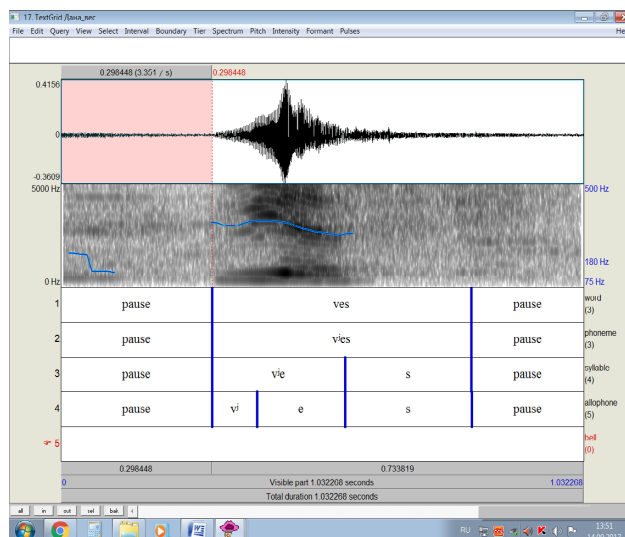 17. TextGrid Дана_вес
File Edit Query View Select Interval Boundary Tier Spectrum Pitch Intensity Formant Pulses He
0.298448 (3.351 / s) 0.298448
0.4156
0
-0.3609
5000 Hz 500 Hz
180 Hz
0 Hz 75 Hz
1 pause ves pause word (3)
2 pause vʲes pause phoneme (3)
3 pause vʲe s pause syllable (4)
4 pause vʲ e s pause allophone (5)
5 hell (0)
0.298448 0.733819
0 Visible part 1.032208 seconds 1.032208
Total duration 1.032268 seconds
all in out sel bak
RU 13:51
14.09.2017